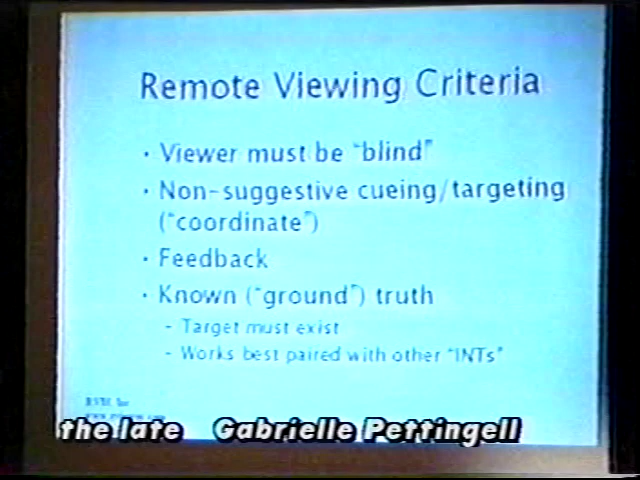 Remote Viewing Criteria
· Viewer must be "blind"
· Non-suggestive cueing/targeting
("coordinate")
· Feedback
· Known ("ground") truth
- Target must exist
- Works best paired with other "INTs"
the late Gabrielle Pettingell